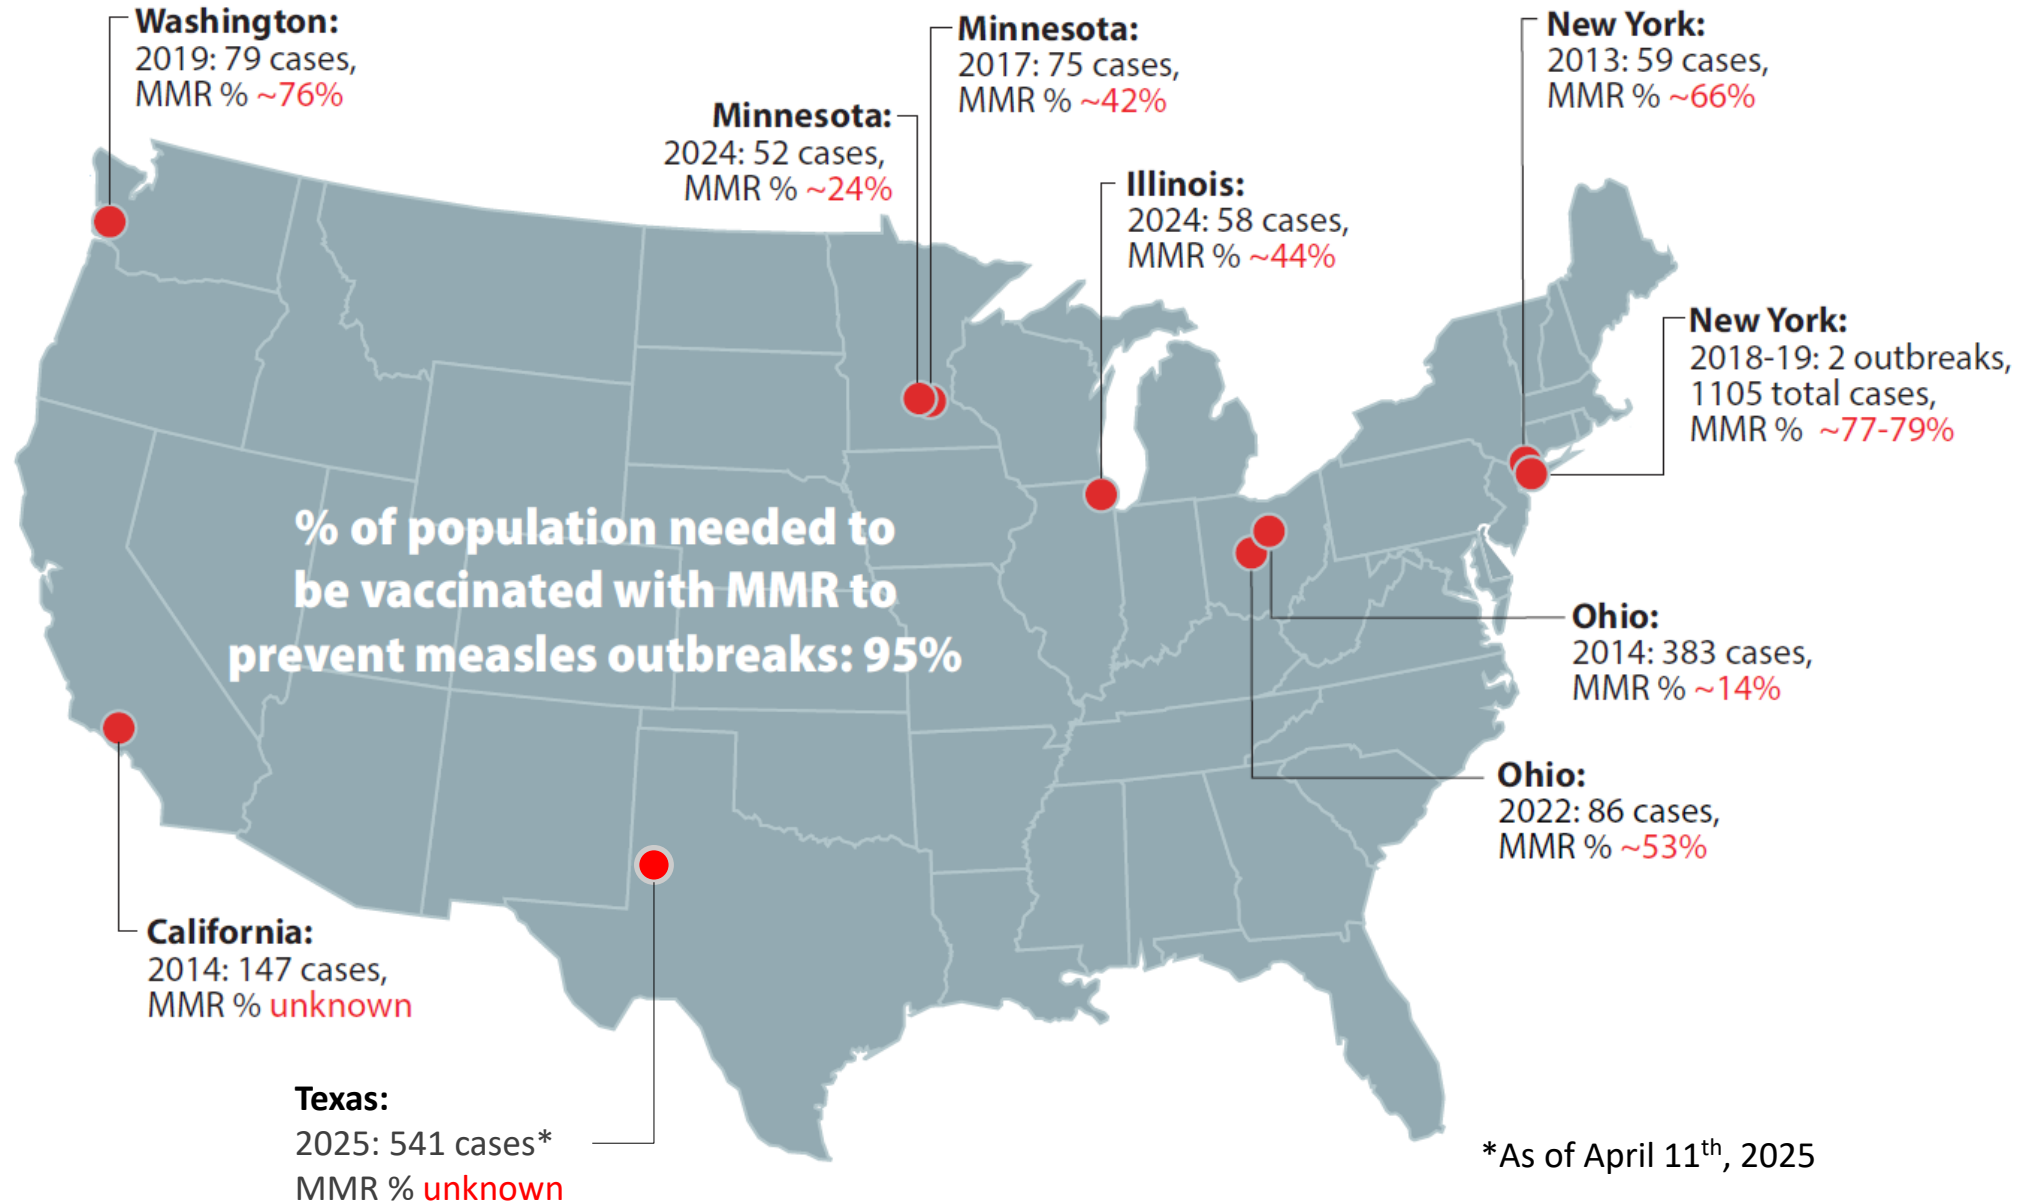 Washington:
2019: 79 cases,
MMR % ~76%
Minnesota:
2017: 75 cases,
MMR % ~42%
New York:
2013: 59 cases,
MMR % ~66%
Minnesota:
2024: 52 cases,
MMR % ~24%
Illinois:
2024: 58 cases,
MMR % ~44%
New York:
2018-19: 2 outbreaks,
1105 total cases,
MMR % ~77-79%
% of population needed to
be vaccinated with MMR to
prevent measles outbreaks: 95%
Ohio:
2014: 383 cases,
MMR % ~14%
Ohio:
2022: 86 cases,
MMR % ~53%
California:
2014: 147 cases,
MMR % unknown
Texas:
2025: 541 cases*
MMR % unknown
*As of April 11th, 2025